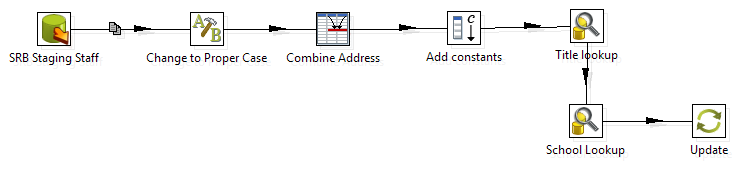 SRB Staging Staff
Change to Proper Case
Combine Address
Add constants
Title lookup
School Lookup
Update